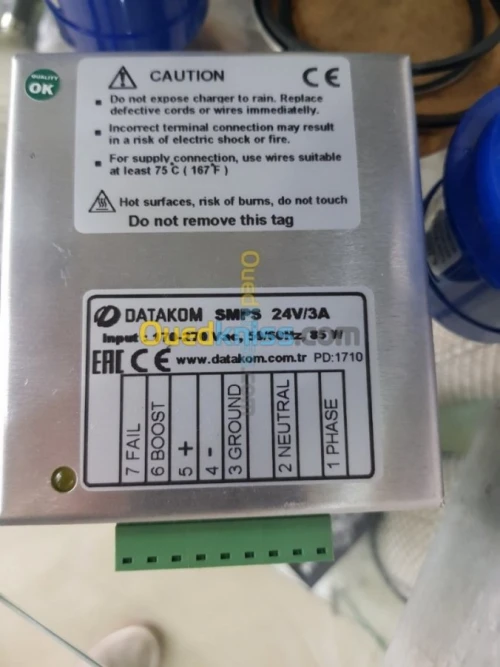 QUALITY
OK
CAUTION CE
Do not expose charger to rain. Replace
defective cords or wires immediatelly.
Incorrect terminal connection may result
in a risk of electric shock or fire.
For supply connection, use wires suitable
at least 75°C ( 167°F )
Hot surfaces, risk of burns, do not touch
Do not remove this tag
DATAKOM SMPS 24V/3A
Input 85 W
EAC CE www.datakom.com.tr PD:1710
7 FAIL
6 BOOST
5 +
4 -
3 GROUND
2 NEUTRAL
1 PHASE
Ouedkniss.com